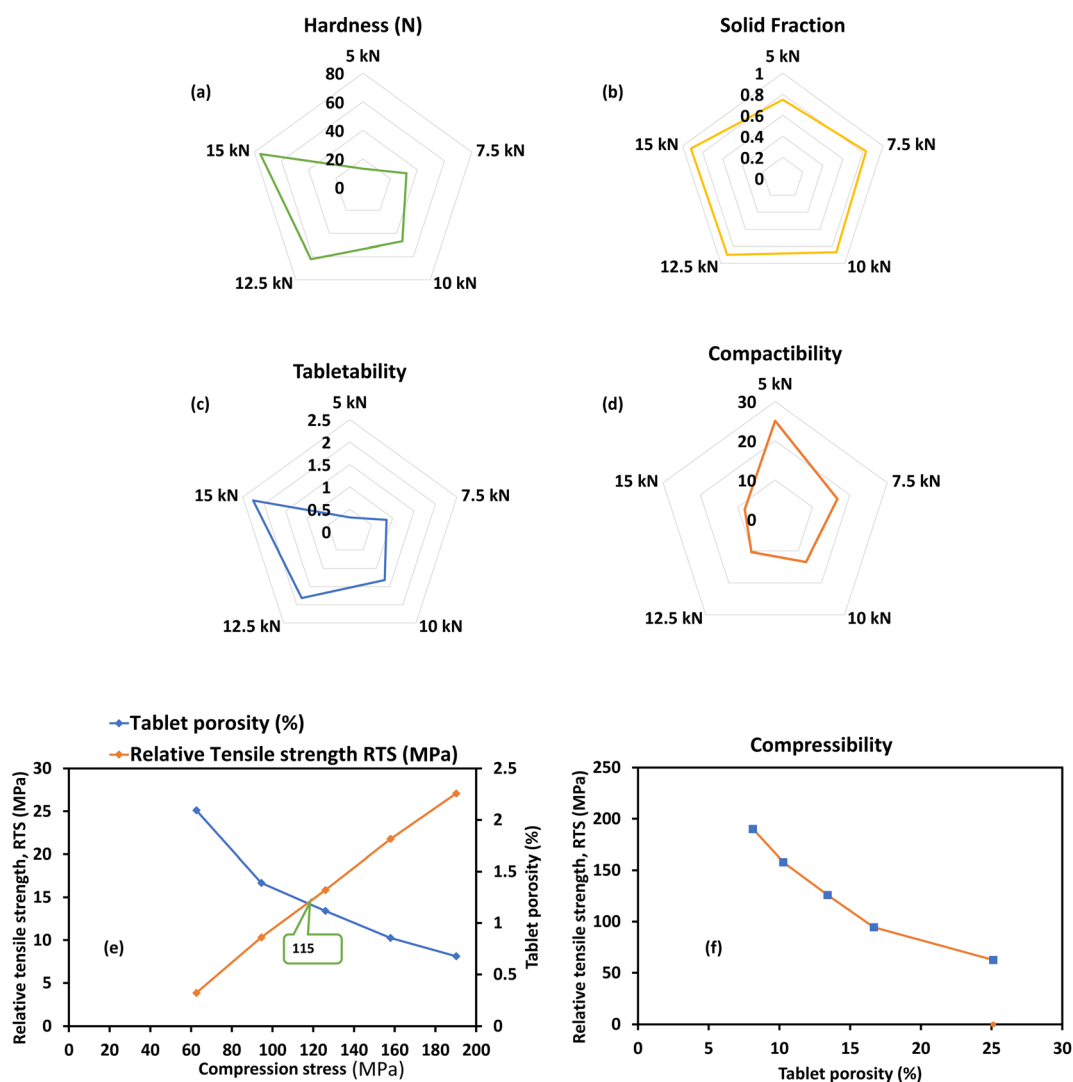 Hardness (N)
(a)
5 kN
80
60
40
20
0
15 kN
7.5 kN
12.5 kN
10 kN
Solid Fraction
(b)
5 kN
1
0.8
0.6
0.4
0.2
0
15 kN
7.5 kN
12.5 kN
10 kN
Tabletability
(c)
5 kN
2.5
2
1.5
1
0.5
0
15 kN
7.5 kN
12.5 kN
10 kN
Compactibility
(d)
5 kN
30
20
10
0
15 kN
7.5 kN
12.5 kN
10 kN
Tablet porosity (%)
Relative Tensile strength RTS (MPa)
Relative tensile strength, RTS (MPa)
30
25
20
15
10
5
0
2.5
2
1.5
1
0.5
0
Tablet porosity (%)
(e)
115
0 20 40 60 80 100 120 140 160 180 200
Compression stress (MPa)
Compressibility
Relative tensile strength, RTS (MPa)
250
200
150
100
50
0
(f)
0 5 10 15 20 25 30
Tablet porosity (%)